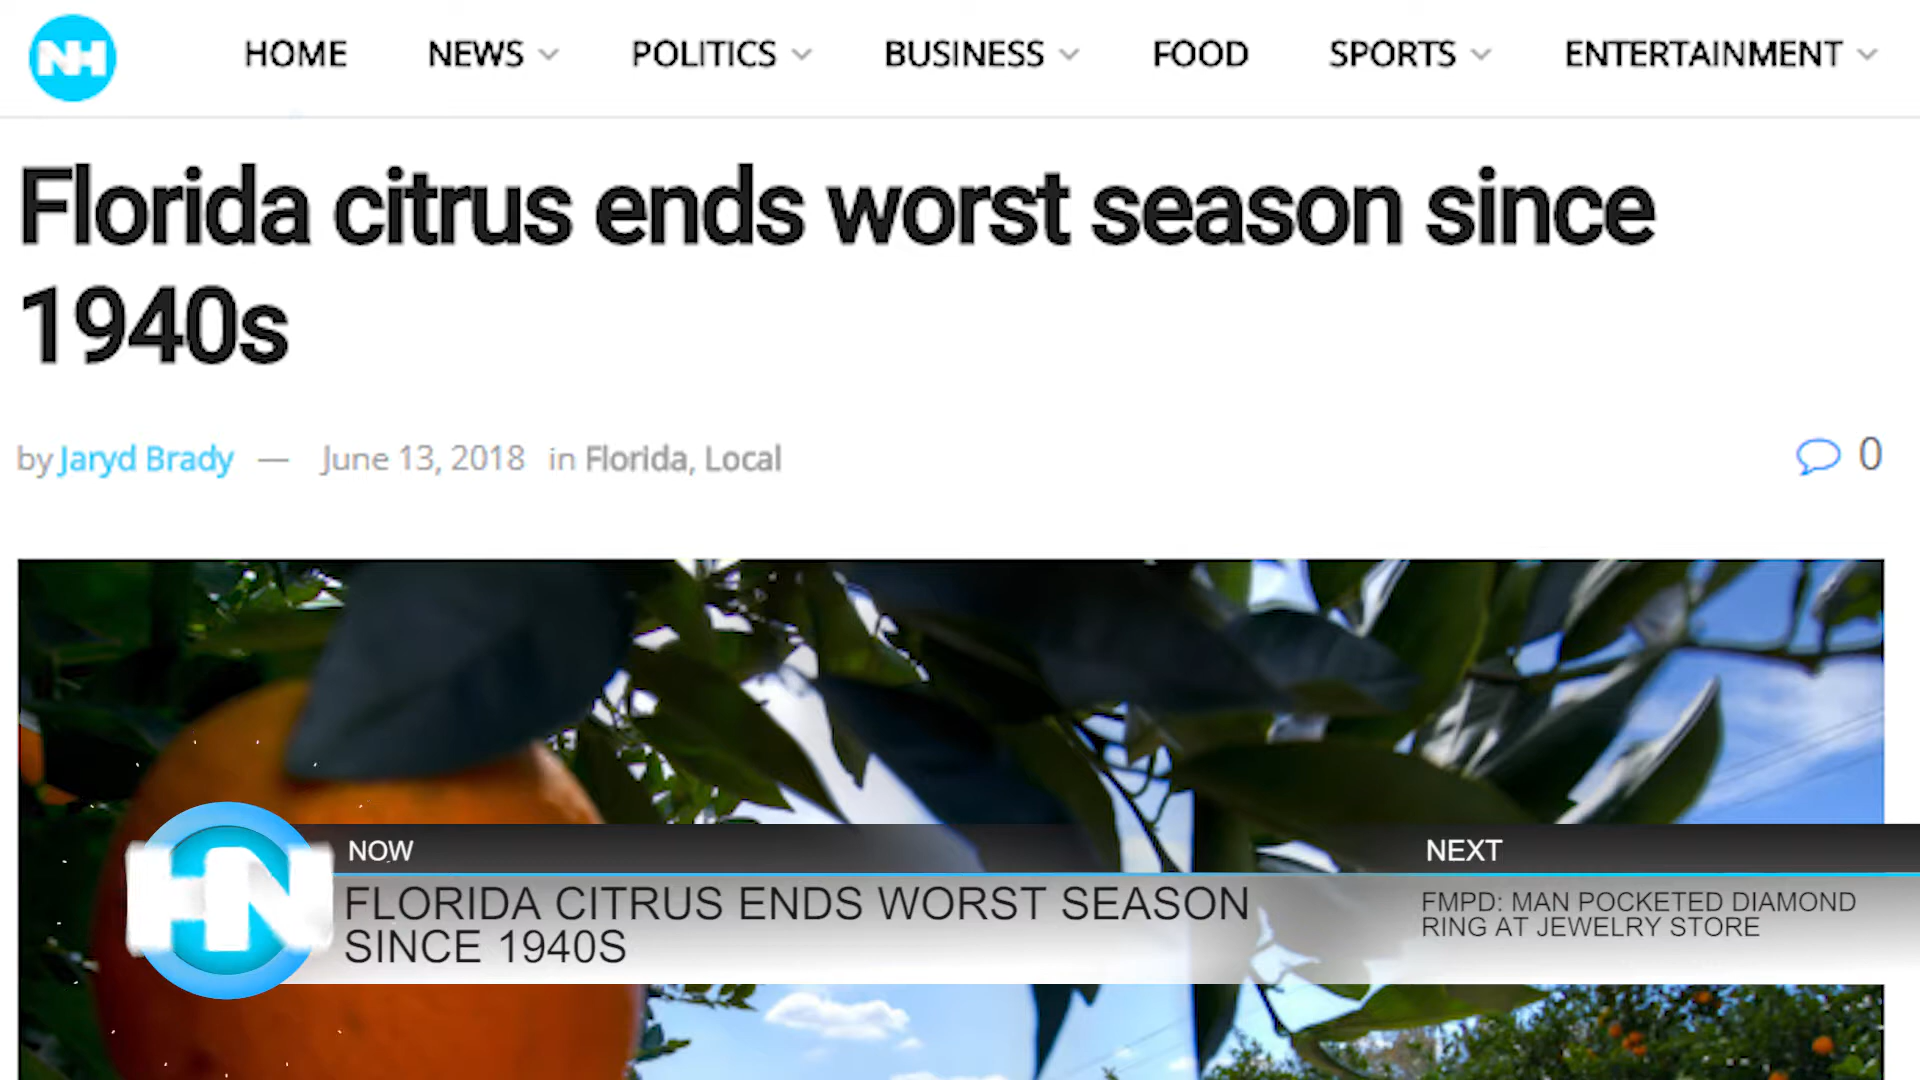 NH HOME NEWS POLITICS BUSINESS FOOD SPORTS ENTERTAINMENT
Florida citrus ends worst season since
1940s
by Jaryd Brady — June 13, 2018 in Florida, Local 0
HN
NOW
FLORIDA CITRUS ENDS WORST SEASON
SINCE 1940S
NEXT
FMPD: MAN POCKETED DIAMOND
RING AT JEWELRY STORE